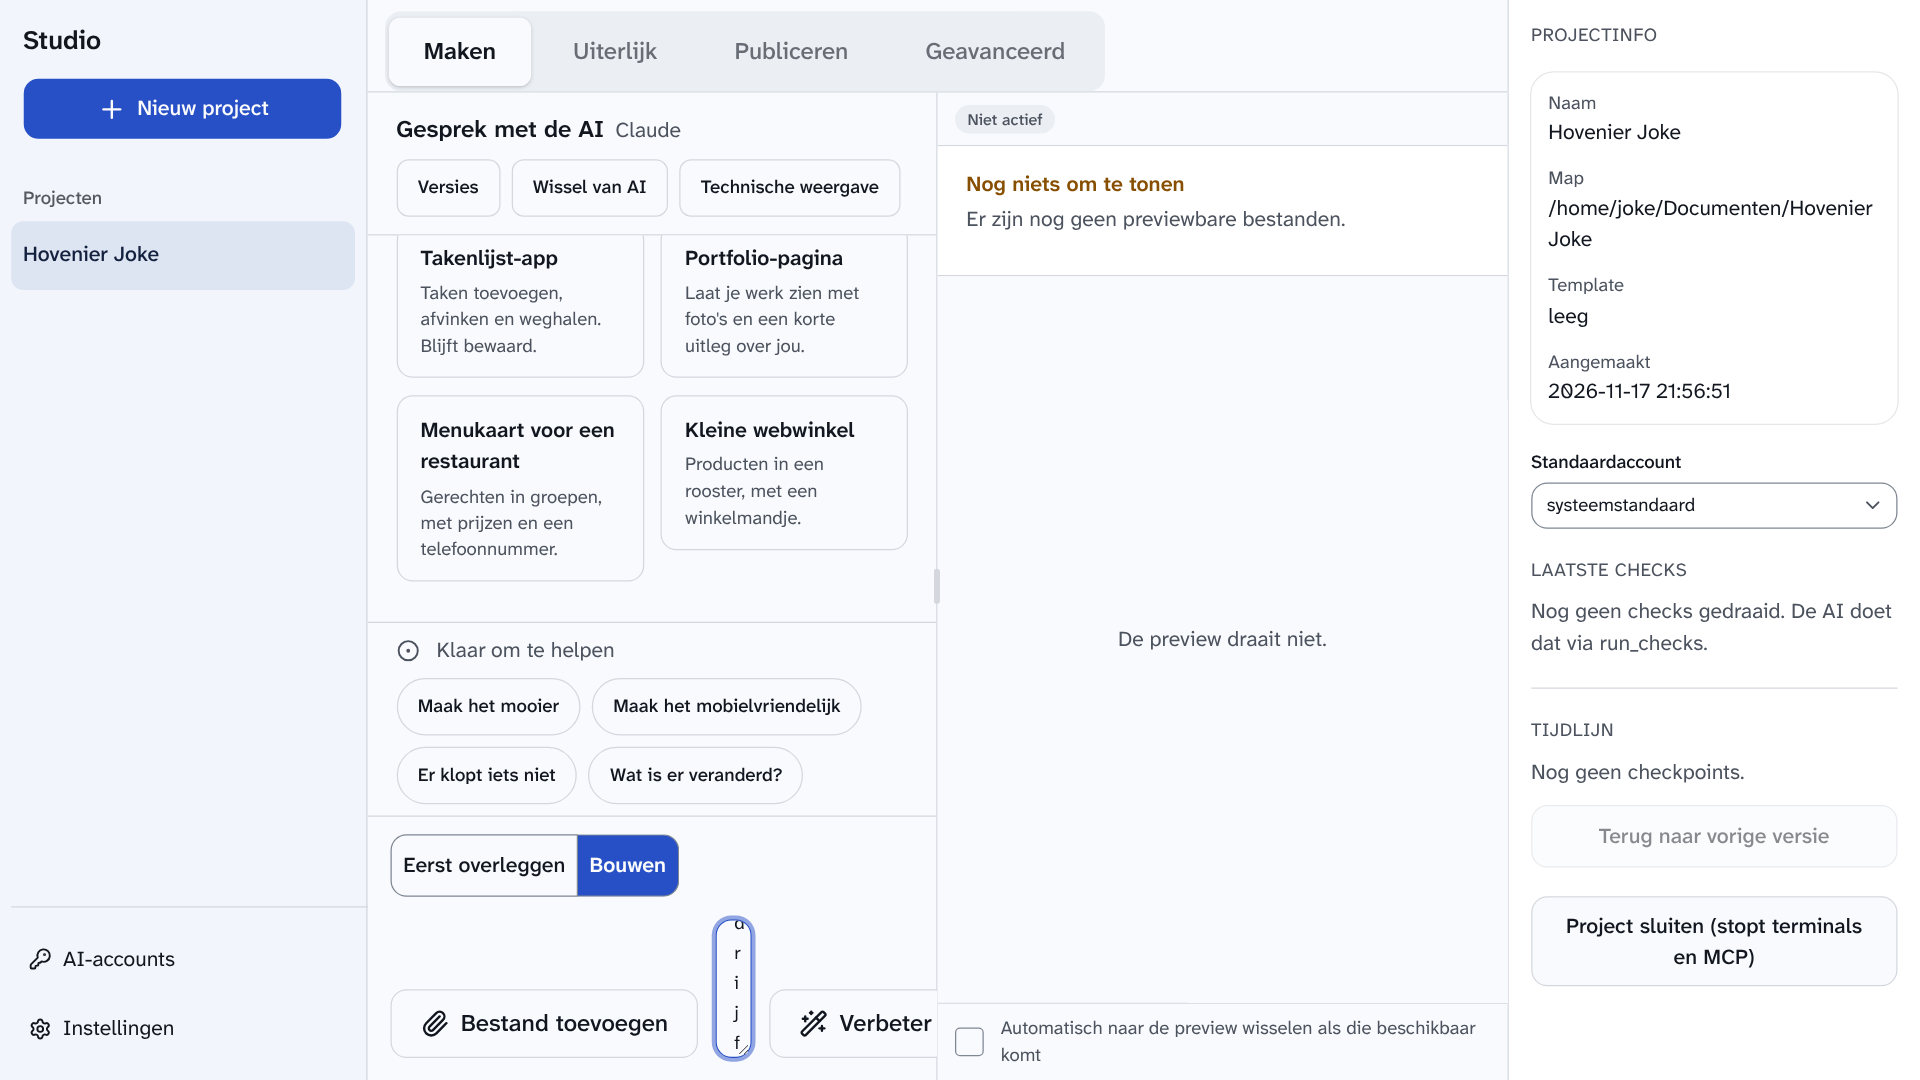 Studio
Nieuw project
Projecten
Hovenier Joke
AI-accounts
Instellingen
Maken
Uiterlijk
Publiceren
Geavanceerd
Gesprek met de AI Claude
Versies
Wissel van AI
Technische weergave
Takenlijst-app
Taken toevoegen,
afvinken en weghalen.
Blijft bewaard.
Portfolio-pagina
Laat je werk zien met
foto's en een korte
uitleg over jou.
Menukaart voor een
restaurant
Gerechten in groepen,
met prijzen en een
telefoonnummer.
Kleine webwinkel
Producten in een
rooster, met een
winkelmandje.
Klaar om te helpen
Maak het mooier
Maak het mobielvriendelijk
Er klopt iets niet
Wat is er veranderd?
Eerst overleggen
Bouwen
Bestand toevoegen
r
i
j
f
Verbeter
Niet actief
Nog niets om te tonen
Er zijn nog geen previewbare bestanden.
De preview draait niet.
Automatisch naar de preview wisselen als die beschikbaar
komt
PROJECTINFO
Naam
Hovenier Joke
Map
/home/joke/Documenten/Hovenier
Joke
Template
leeg
Aangemaakt
2026-11-17 21:56:51
Standaardaccount
systeemstandaard
LAATSTE CHECKS
Nog geen checks gedraaid. De AI doet
dat via run_checks.
TIJDLIJN
Nog geen checkpoints.
Terug naar vorige versie
Project sluiten (stopt terminals
en MCP)